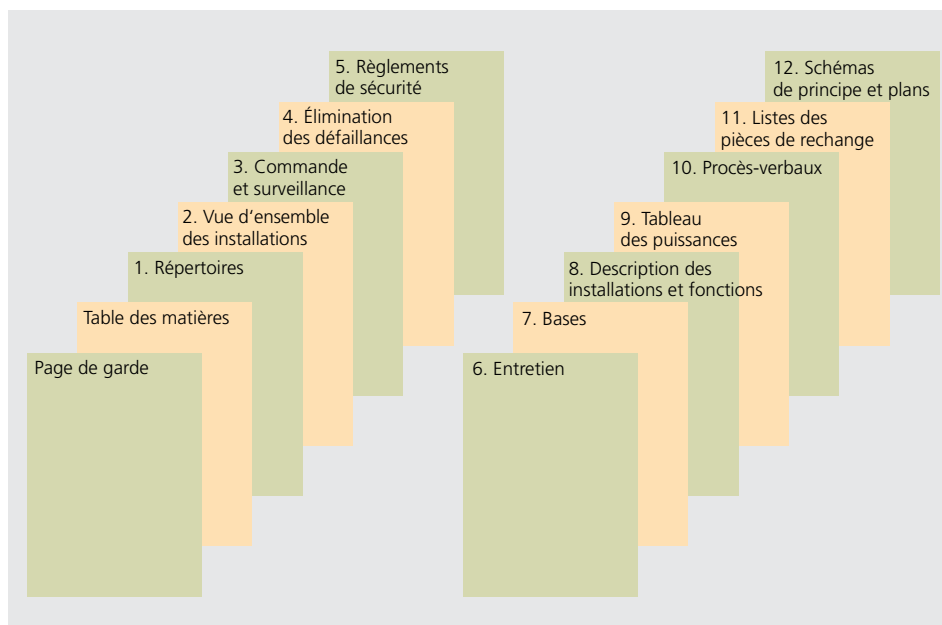 Page de garde
Table des matières
1. Répertoires
2. Vue d'ensemble
des installations
3. Commande
et surveillance
4. Élimination
des défaillances
5. Règlements
de sécurité
6. Entretien
7. Bases
8. Description des
installations et fonctions
9. Tableau
des puissances
10. Procès-verbaux
11. Listes des
pièces de rechange
12. Schémas
de principe et plans